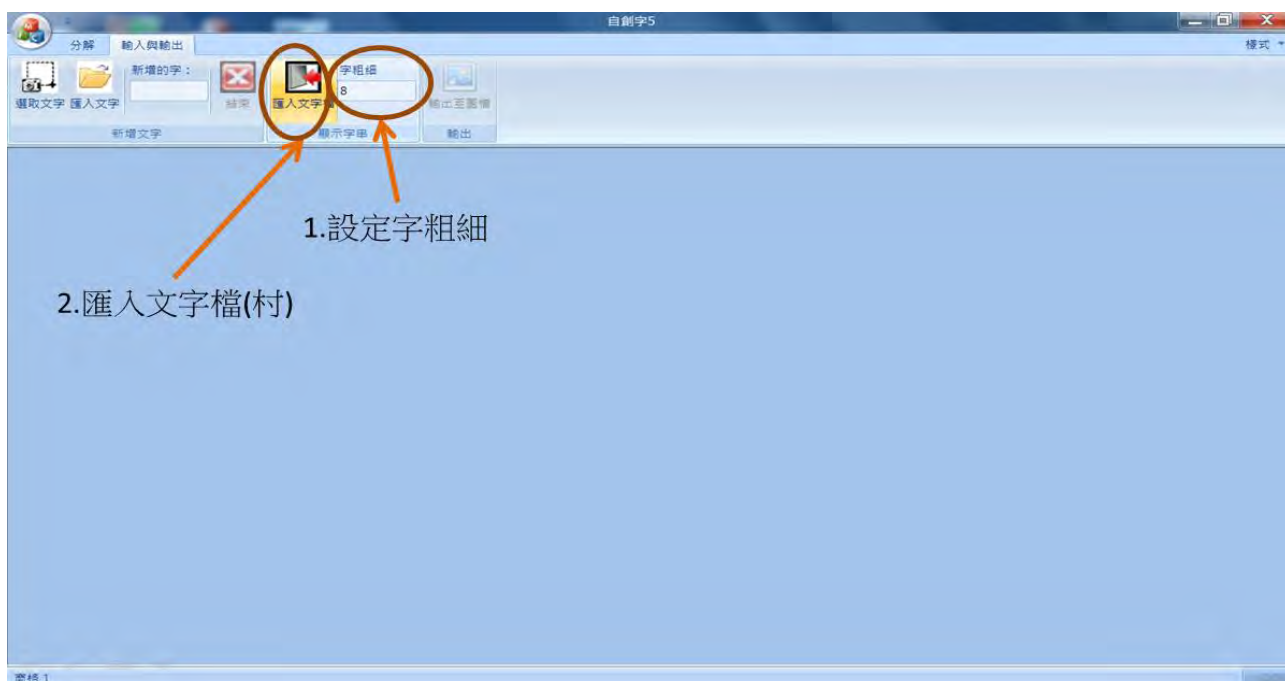 自創字5
分解 輸入與輸出 樣式
新增的字： 字粗細
8
選取文字 匯入文字 結束 匯入文字檔 輸出至圖檔
新增文字 顯示字串 輸出
1.設定字粗細
2.匯入文字檔(村)